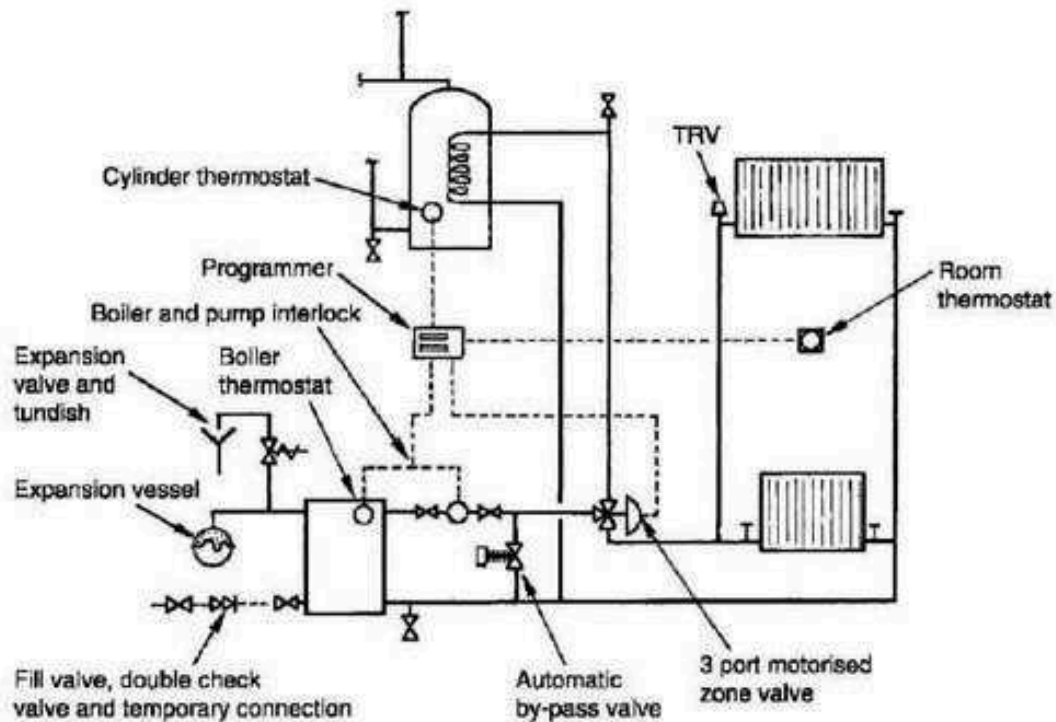 TRV
Cylinder thermostat
Programmer
Room
thermostat
Boiler and pump interlock
Expansion
valve and
tundish
Boiler
thermostat
Expansion vessel
Fill valve, double check
valve and temporary connection
Automatic
by-pass valve
3 port motorised
zone valve